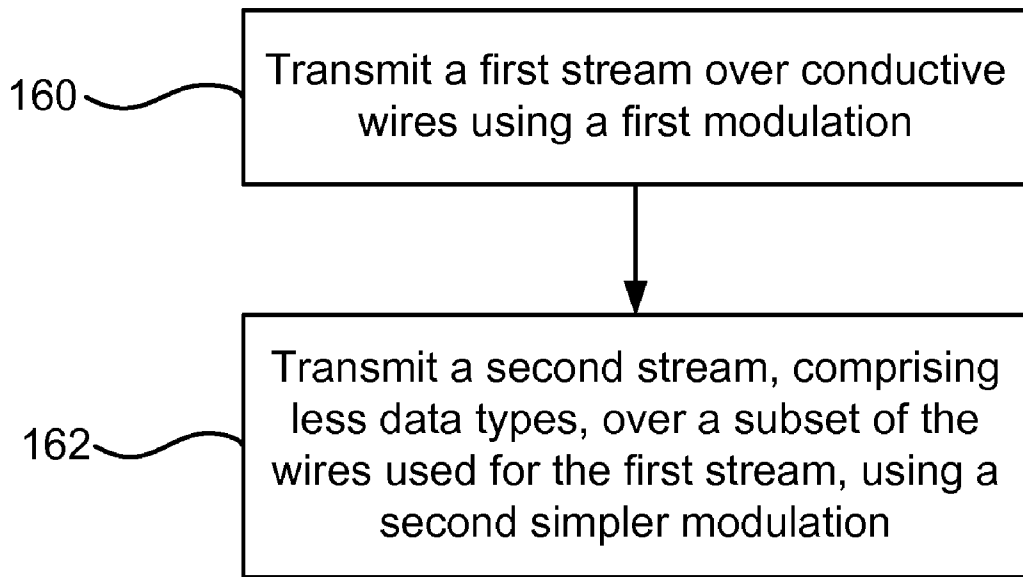 160
Transmit a first stream over conductive
wires using a first modulation
162
Transmit a second stream, comprising
less data types, over a subset of the
wires used for the first stream, using a
second simpler modulation